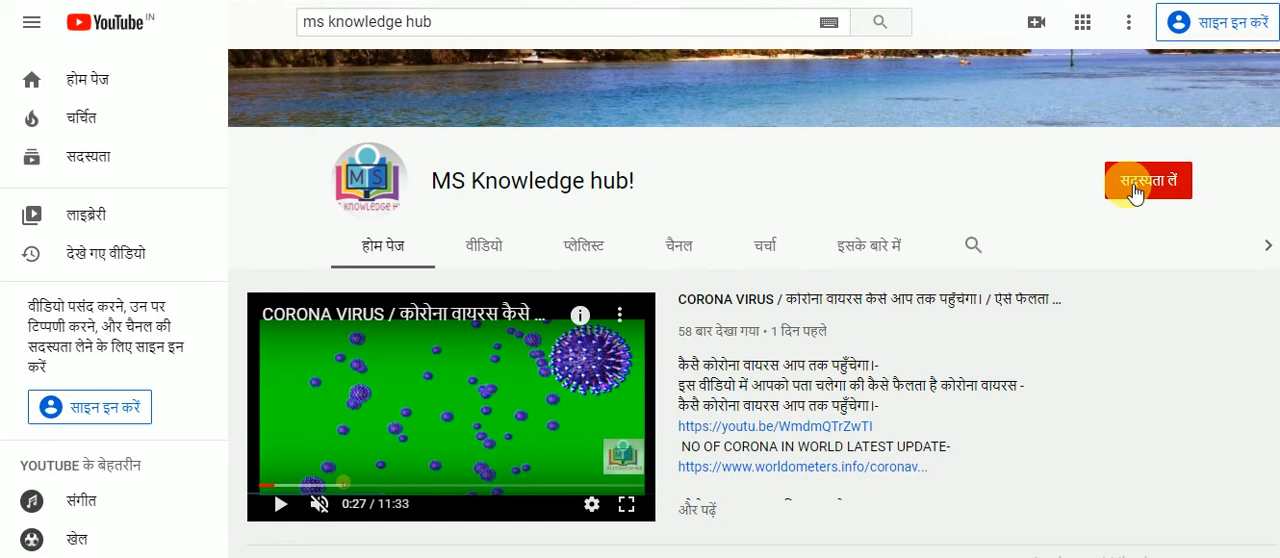 YouTube IN
ms knowledge hub
साइन इन करें
होम पेज
चर्चित
सदस्यता
लाइब्रेरी
देखे गए वीडियो
वीडियो पसंद करने, उन पर
टिप्पणी करने, और चैनल की
सदस्यता लेने के लिए साइन इन
करें
साइन इन करें
YOUTUBE के बेहतरीन
संगीत
खेल
MS
KNOWLEDGE H
MS Knowledge hub!
सदस्यता लें
होम पेज
वीडियो
प्लेलिस्ट
चैनल
चर्चा
इसके बारे में
CORONA VIRUS / कोरोना वायरस कैसे ...
0:27 / 11:33
CORONA VIRUS / कोरोना वायरस कैसे आप तक पहुँचेगा। / ऐसे फैलता ...
58 बार देखा गया • 1 दिन पहले
कैसै कोरोना वायरस आप तक पहुँचेगा।-
इस वीडियो में आपको पता चलेगा की कैसे फैलता है कोरोना वायरस -
कैसै कोरोना वायरस आप तक पहुँचेगा।-
https://youtu.be/WmdmQTrZwTI
NO OF CORONA IN WORLD LATEST UPDATE-
https://www.worldometers.info/coronav...
और पढ़ें